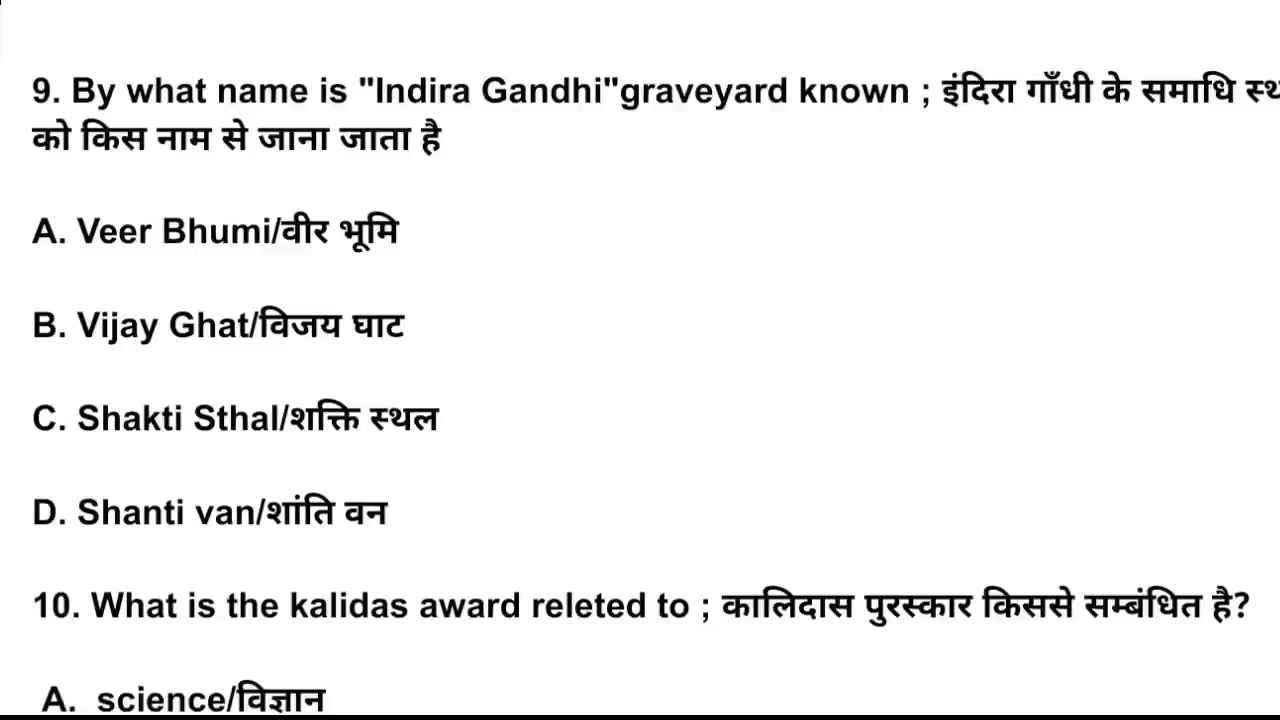 9. By what name is "Indira Gandhi"graveyard known ; इंदिरा गाँधी के समाधि
को किस नाम से जाना जाता है
A. Veer Bhumi/वीर भूमि
B. Vijay Ghat/विजय घाट
C. Shakti Sthal/शक्ति स्थल
D. Shanti van/शांति वन
10. What is the kalidas award releted to ; कालिदास पुरस्कार किससे सम्बंधित है?
A. science/विज्ञान